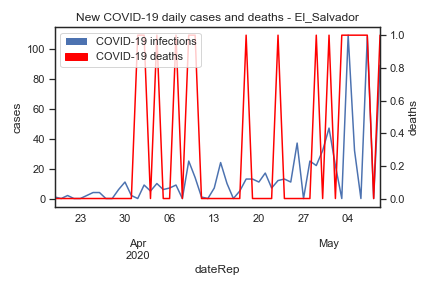 New COVID-19 daily cases and deaths - El_Salvador
COVID-19 infections
COVID-19 deaths
100
80
60
40
20
0
cases
1.0
0.8
0.6
0.4
0.2
0.0
deaths
23 30 06 13 20 27 04
Apr May
2020
dateRep